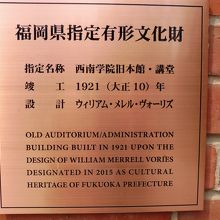 福岡県指定有形文化財
指定名称　西南学院旧本館・講堂
竣　　工　1921（大正10）年
設　　計　ウィリアム・メレル・ヴォーリズ
OLD AUDITORIUM/ADMINISTRATION
BUILDING BUILT IN 1921 UPON THE
DESIGN OF WILLIAM MERRELL VORIES
DESIGNATED IN 2015 AS CULTURAL
HERITAGE OF FUKUOKA PREFECTURE